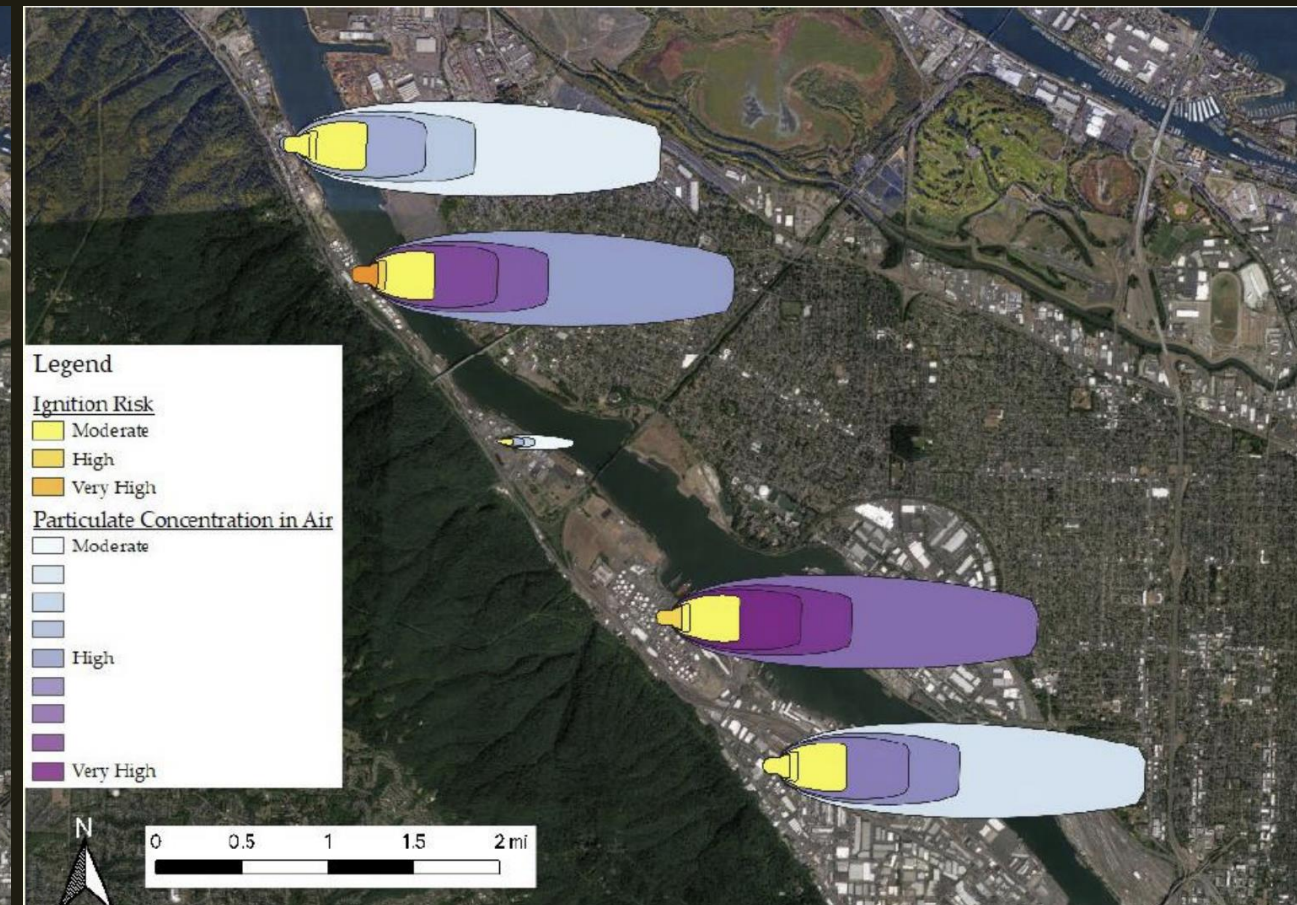 Legend
Ignition Risk
Moderate
High
Very High
Particulate Concentration in Air
Moderate
High
Very High
N
0 0.5 1 1.5 2 mi